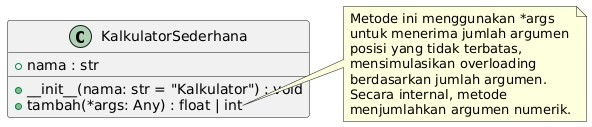 C KalkulatorSederhana
+ nama : str
__init__(nama: str = "Kalkulator") : void
tambah(*args: Any) : float | int
Metode ini menggunakan *args
untuk menerima jumlah argumen
posisi yang tidak terbatas,
mensimulasikan overloading
berdasarkan jumlah argumen.
Secara internal, metode
menjumlahkan argumen numerik.